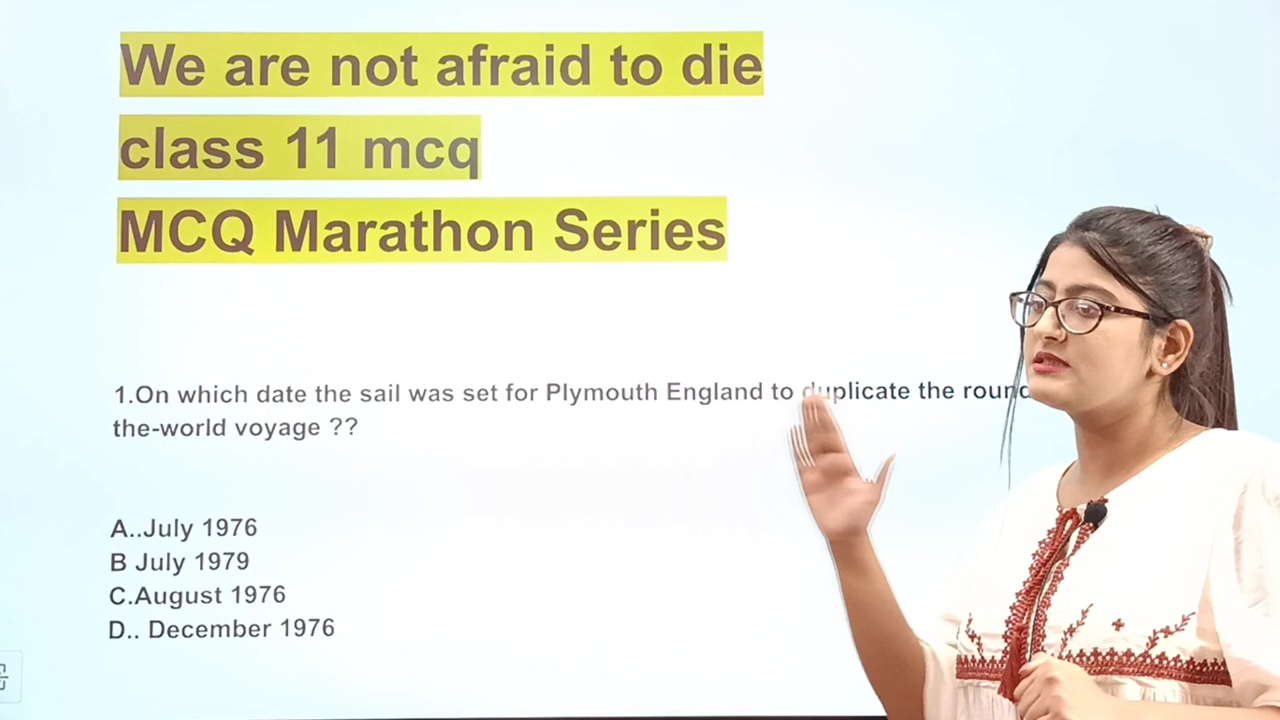 We are not afraid to die
class 11 mcq
MCQ Marathon Series
1.On which date the sail was set for Plymouth England to duplicate the round
the-world voyage ??
A..July 1976
B July 1979
C.August 1976
D.. December 1976